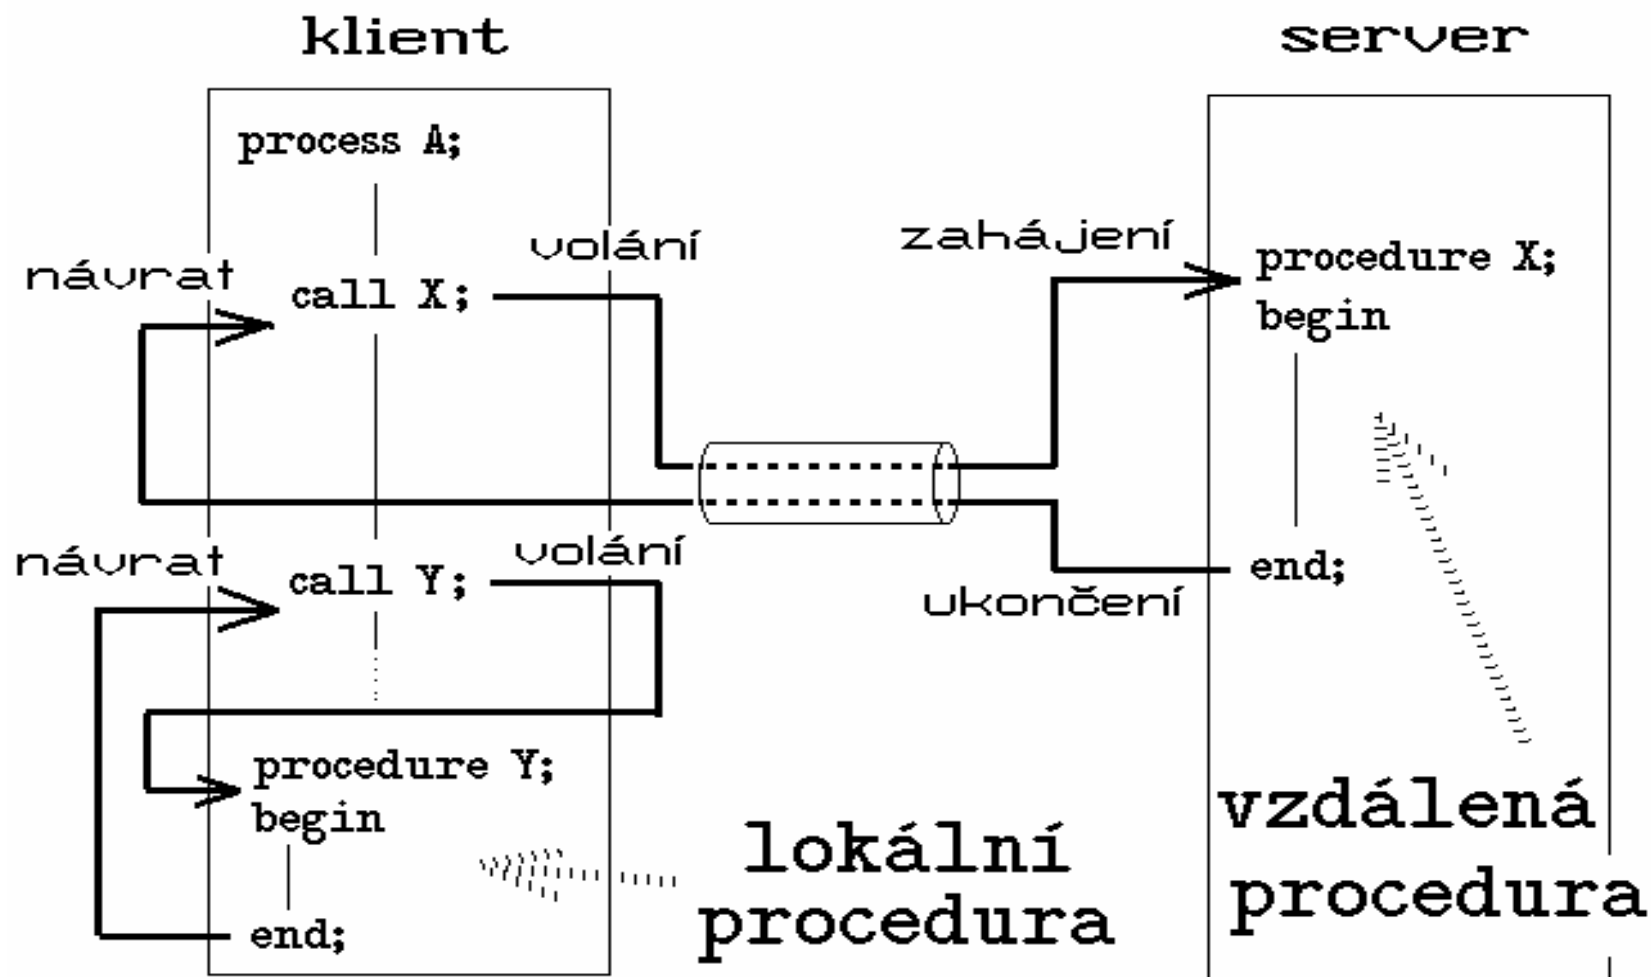 klient
server
process A;
volání
zahájení
návrat
call X;
procedure X;
begin
návrat
volání
call Y;
end;
ukončení
procedure Y;
begin
end;
lokální
procedura
vzdálená
procedura